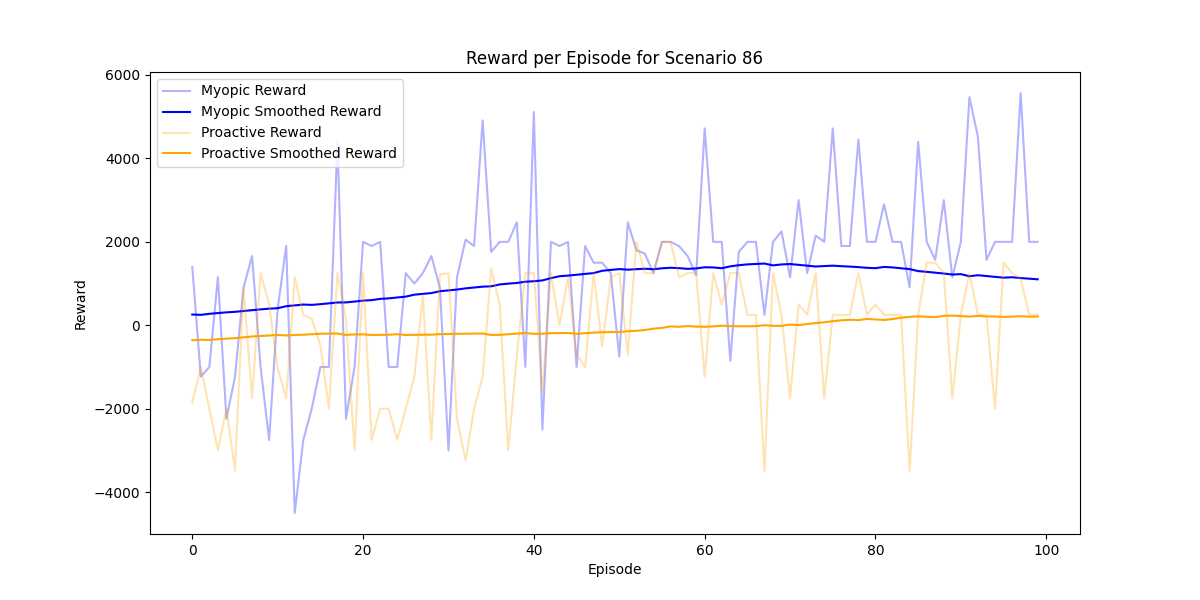 Reward per Episode for Scenario 86
6000
4000
2000
0
−2000
−4000
Reward
Myopic Reward
Myopic Smoothed Reward
Proactive Reward
Proactive Smoothed Reward
0 20 40 60 80 100
Episode